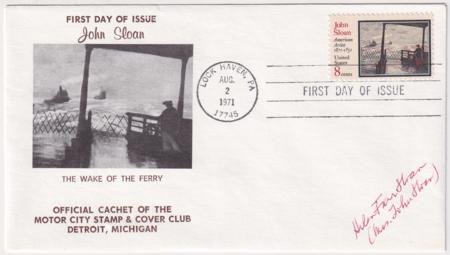 FIRST DAY OF ISSUE
John Sloan
THE WAKE OF THE FERRY
OFFICIAL CACHET OF THE
MOTOR CITY STAMP & COVER CLUB
DETROIT, MICHIGAN
LOCK HAVEN, PA
AUG.
2
1971
17745
John
Sloan
American
Artist
1871-1951
United
States
8 cents
FIRST DAY OF ISSUE
Helen Farr Sloan
(Mrs. John Sloan)